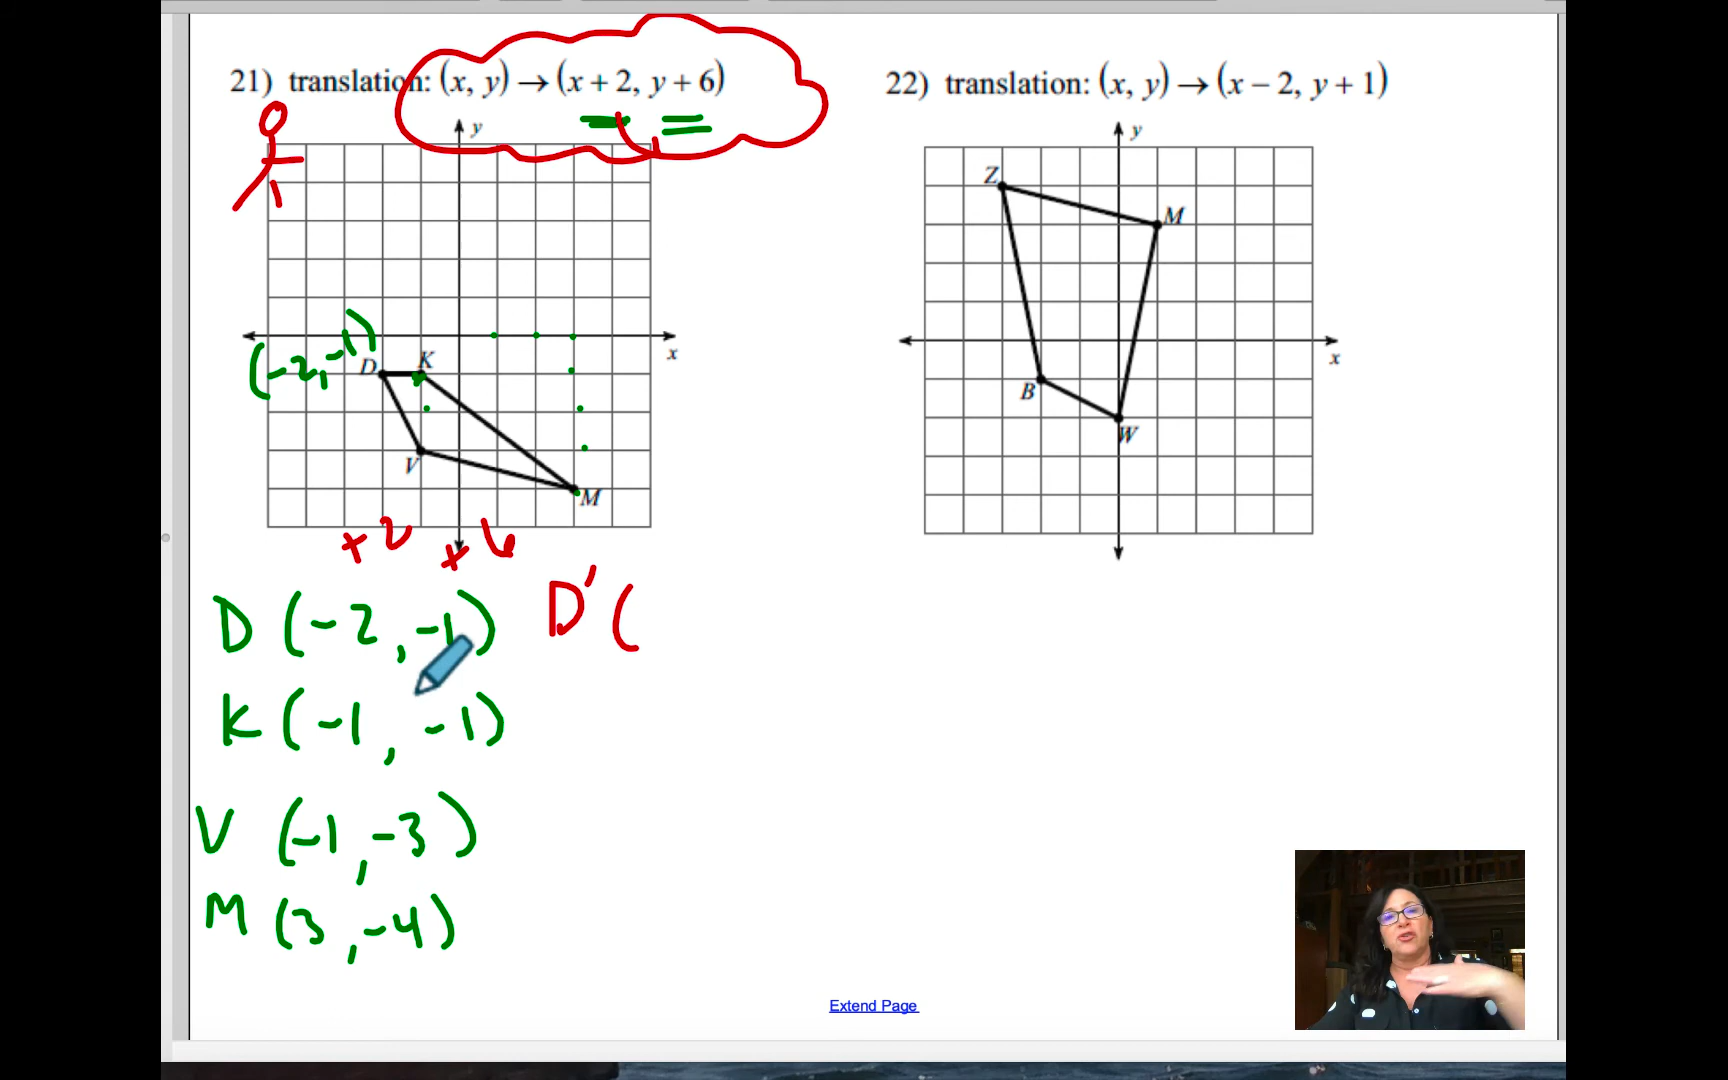 21) translation: (x, y) → (x + 2, y + 6)
y
(-2, -1)
D
K
x
V
M
+2 +6
D (-2, -1) D' (
K (-1, -1)
V (-1, -3)
M (3, -4)
22) translation: (x, y) → (x − 2, y + 1)
y
Z
M
x
B
W
Extend Page